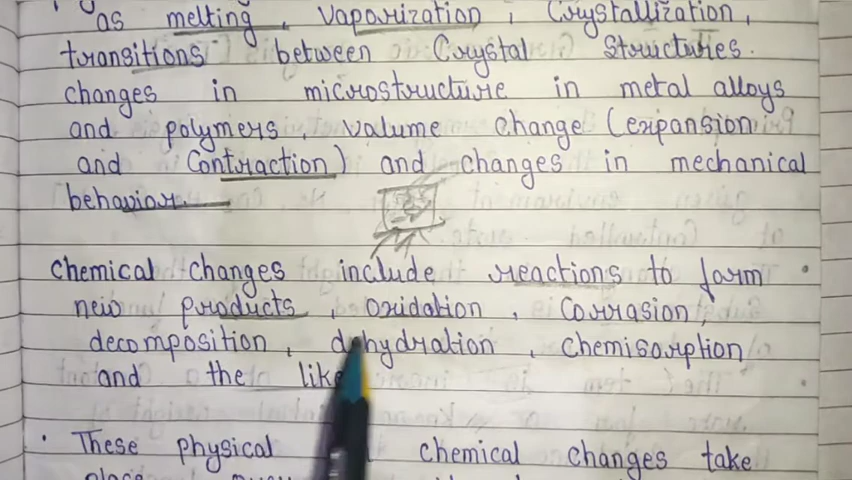 as melting, Vaporization, Crystallization,
transitions between Crystal Structures.
changes in microstructure in metal alloys
and polymers, valume change (expansion
and Contraction) and changes in mechanical
behavior.
chemical changes include reactions to form
new products, oxidation, Corrasion,
decomposition, dehydration, chemisorption
and the like
• These physical chemical changes take
place